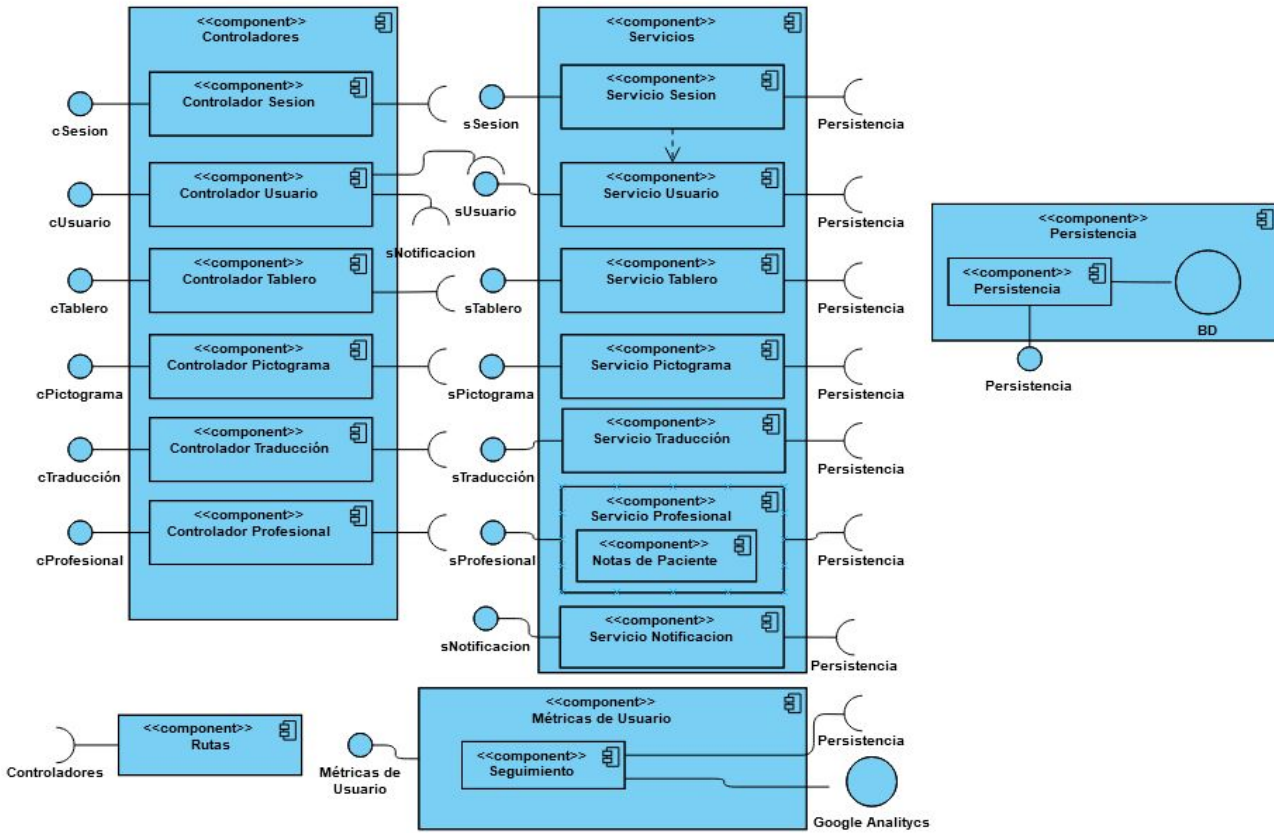 <<component>>
Controladores
<<component>>
Controlador Sesion
cSesion
<<component>>
Controlador Usuario
cUsuario
sNotificacion
<<component>>
Controlador Tablero
cTablero
<<component>>
Controlador Pictograma
cPictograma
<<component>>
Controlador Traducción
cTraducción
<<component>>
Controlador Profesional
cProfesional
<<component>>
Servicios
<<component>>
Servicio Sesion
sSesion
Persistencia
<<component>>
Servicio Usuario
sUsuario
Persistencia
<<component>>
Servicio Tablero
sTablero
Persistencia
<<component>>
Servicio Pictograma
sPictograma
Persistencia
<<component>>
Servicio Traducción
sTraducción
Persistencia
<<component>>
Servicio Profesional
<<component>>
Notas de Paciente
sProfesional
Persistencia
<<component>>
Servicio Notificacion
sNotificacion
Persistencia
<<component>>
Persistencia
<<component>>
Persistencia
BD
Persistencia
<<component>>
Rutas
Controladores
<<component>>
Métricas de Usuario
<<component>>
Seguimiento
Métricas de
Usuario
Persistencia
Google Analitycs